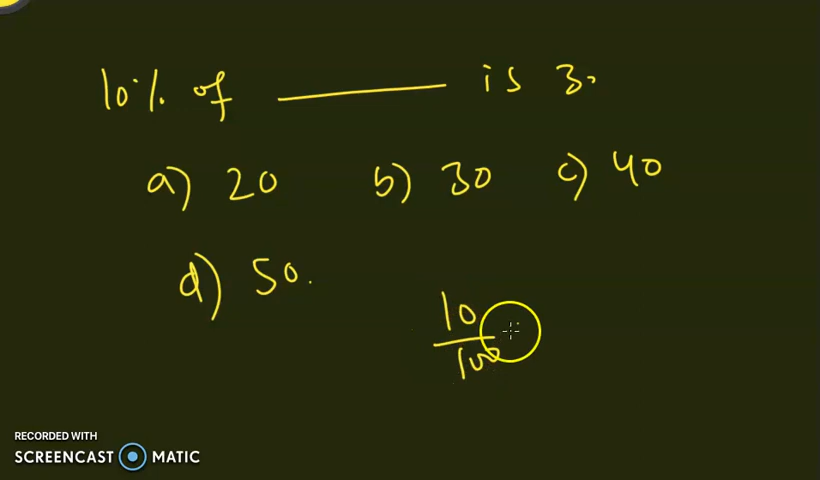 10% of ______ is 3.
a) 20 b) 30 c) 40
d) 50.
10
100
RECORDED WITH
SCREENCAST MATIC